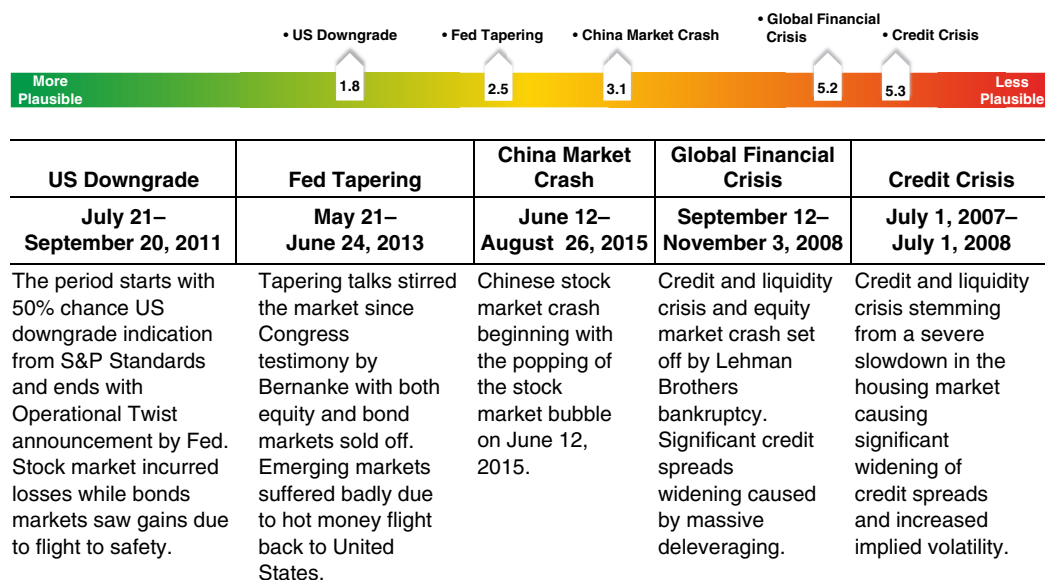 • US Downgrade • Fed Tapering • China Market Crash • Global Financial Crisis • Credit Crisis
More Plausible 1.8 2.5 3.1 5.2 5.3 Less Plausible
US Downgrade
Fed Tapering
China Market
Crash
Global Financial
Crisis
Credit Crisis
July 21–
September 20, 2011
May 21–
June 24, 2013
June 12–
August 26, 2015
September 12–
November 3, 2008
July 1, 2007–
July 1, 2008
The period starts with
50% chance US
downgrade indication
from S&P Standards
and ends with
Operational Twist
announcement by Fed.
Stock market incurred
losses while bonds
markets saw gains due
to flight to safety.
Tapering talks stirred
the market since
Congress
testimony by
Bernanke with both
equity and bond
markets sold off.
Emerging markets
suffered badly due
to hot money flight
back to United
States.
Chinese stock
market crash
beginning with
the popping of
the stock
market bubble
on June 12,
2015.
Credit and liquidity
crisis and equity
market crash set
off by Lehman
Brothers
bankruptcy.
Significant credit
spreads
widening caused
by massive
deleveraging.
Credit and liquidity
crisis stemming
from a severe
slowdown in the
housing market
causing
significant
widening of
credit spreads
and increased
implied volatility.